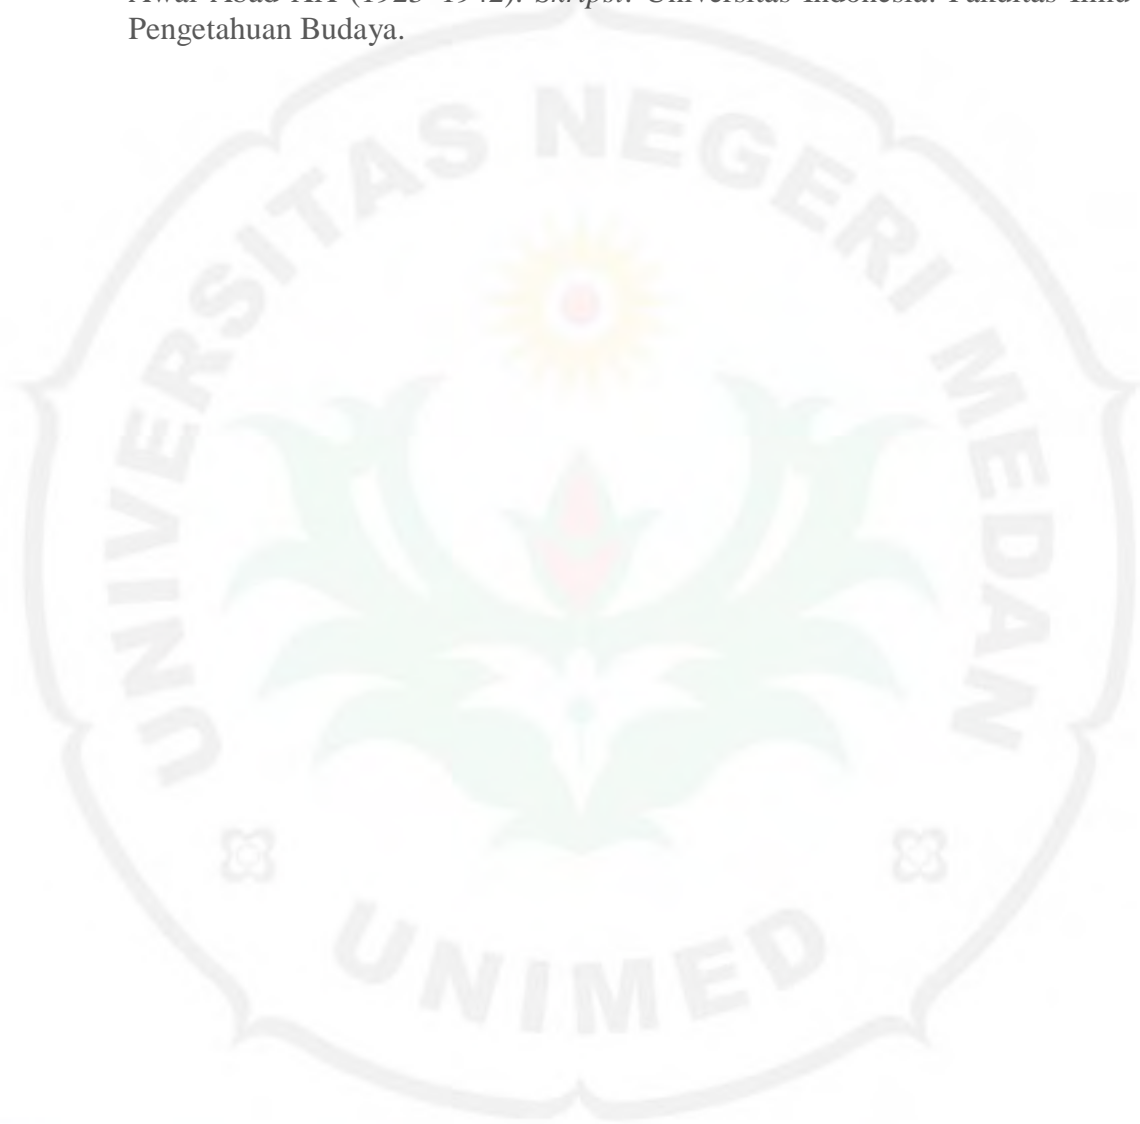 Awal Abad XX (1925-1942). Skripsi. Universitas Indonesia. Fakultas Ilmu
Pengetahuan Budaya.
UNIVERSITAS NEGERI MEDAN
UNIMED